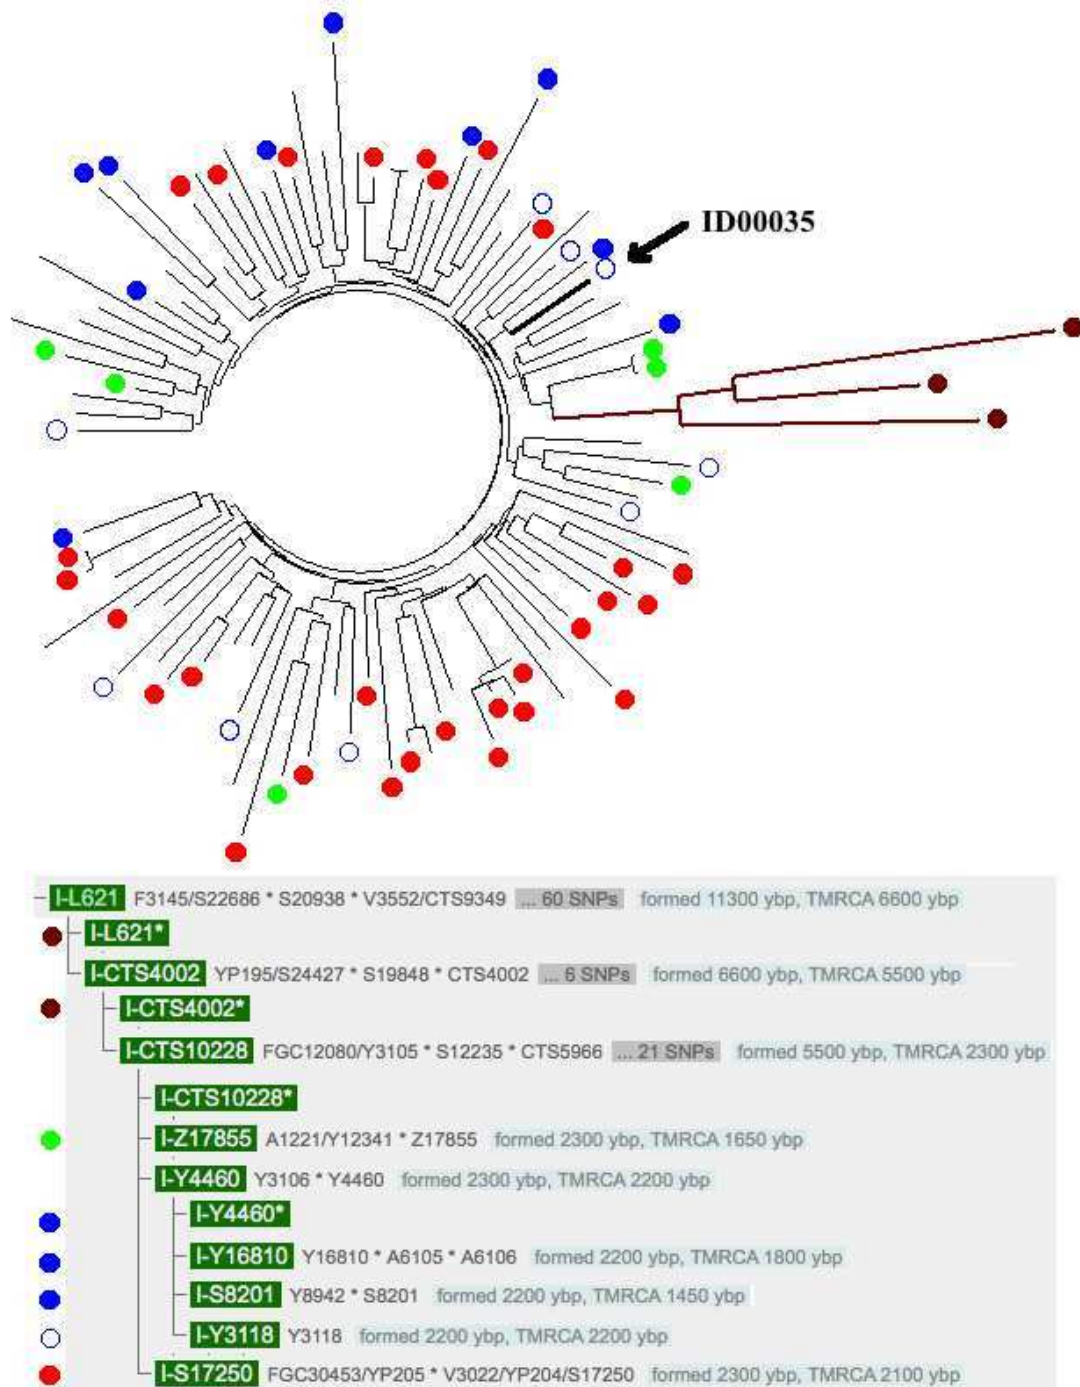 ID00035
I-L621 F3145/S22686 * S20938 * V3552/CTS9349 ... 60 SNPs formed 11300 ybp, TMRCA 6600 ybp
I-L621*
I-CTS4002 YP195/S24427 * S19848 * CTS4002 ... 6 SNPs formed 6600 ybp, TMRCA 5500 ybp
I-CTS4002*
I-CTS10228 FGC12080/Y3105 * S12235 * CTS5966 ... 21 SNPs formed 5500 ybp, TMRCA 2300 ybp
I-CTS10228*
I-Z17855 A1221/Y12341 * Z17855 formed 2300 ybp, TMRCA 1650 ybp
I-Y4460 Y3106 * Y4460 formed 2300 ybp, TMRCA 2200 ybp
I-Y4460*
I-Y16810 Y16810 * A6105 * A6106 formed 2200 ybp, TMRCA 1800 ybp
I-S8201 Y8942 * S8201 formed 2200 ybp, TMRCA 1450 ybp
I-Y3118 Y3118 formed 2200 ybp, TMRCA 2200 ybp
I-S17250 FGC30453/YP205 * V3022/YP204/S17250 formed 2300 ybp, TMRCA 2100 ybp